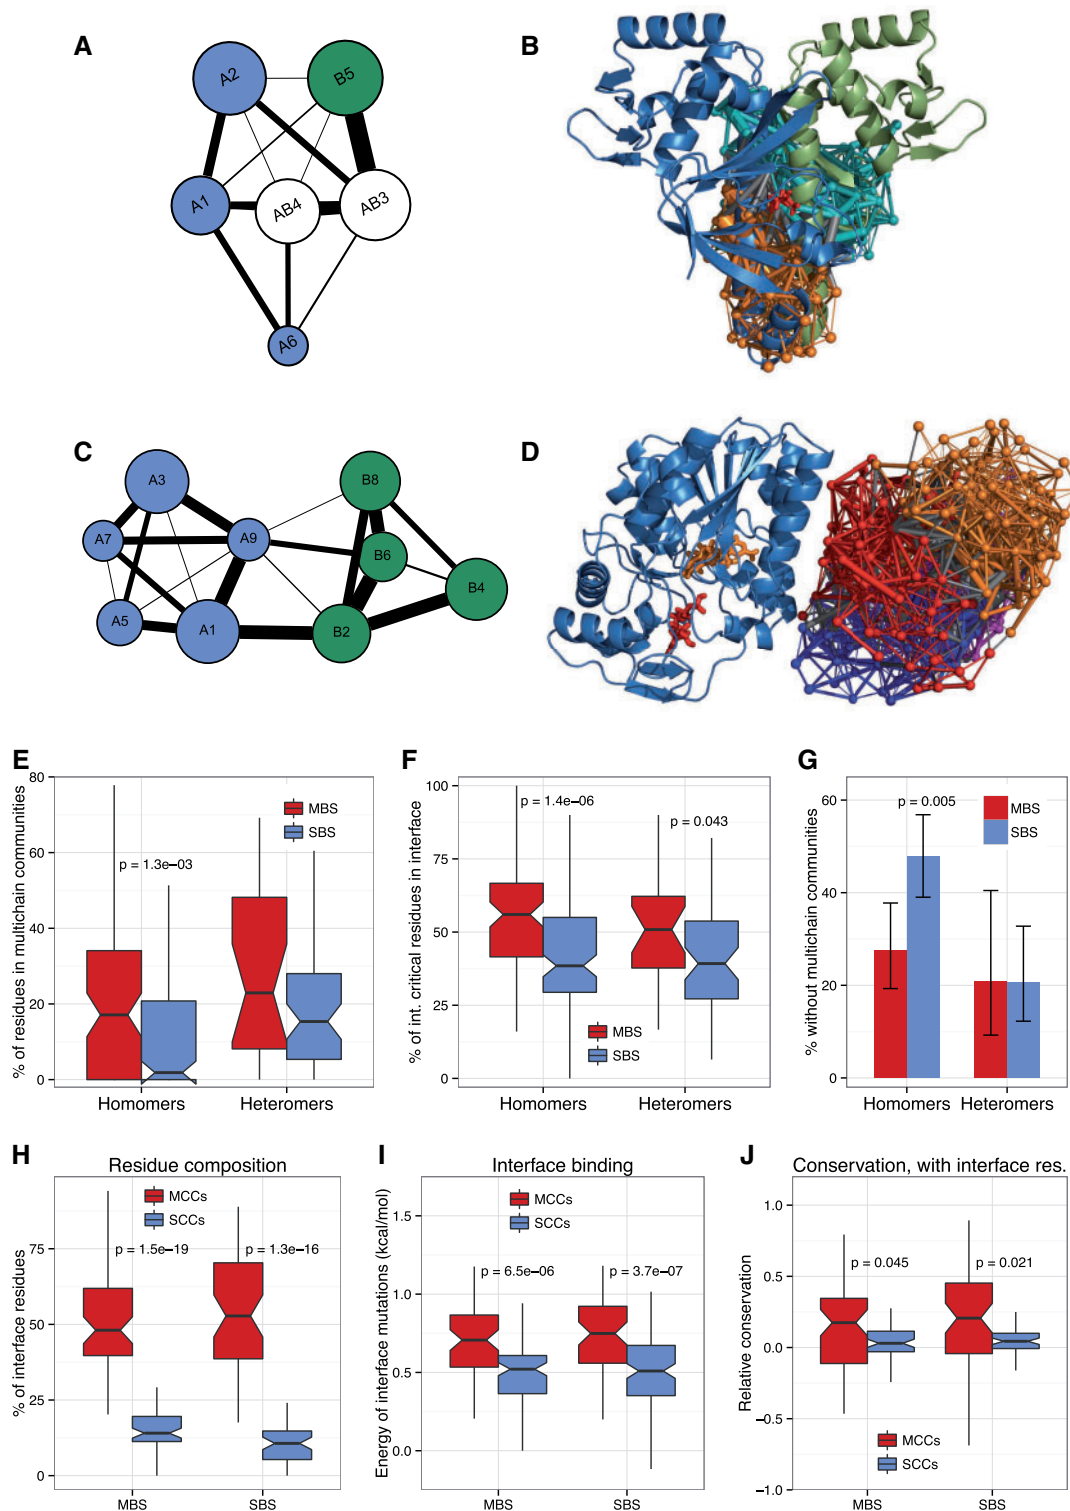 A
A2
B5
A1
AB4
AB3
A6
B
C
A3
A7
A9
A5
A1
B8
B6
B4
B2
D
E
% of residues in multichain communities
80
60
40
20
0
MBS
SBS
p = 1.3e−03
Homomers
Heteromers
F
% of int. critical residues in interface
100
75
50
25
0
p = 1.4e−06
p = 0.043
MBS
SBS
Homomers
Heteromers
G
% without multichain communities
60
40
20
0
p = 0.005
MBS
SBS
Homomers
Heteromers
H
Residue composition
% of interface residues
75
50
25
0
MCCs
SCCs
p = 1.5e−19
p = 1.3e−16
MBS
SBS
I
Interface binding
Energy of interface mutations (kcal/mol)
1.5
1.0
0.5
0.0
MCCs
SCCs
p = 6.5e−06
p = 3.7e−07
MBS
SBS
J
Conservation, with interface res.
Relative conservation
1.0
0.5
0.0
−0.5
−1.0
p = 0.045
p = 0.021
MCCs
SCCs
MBS
SBS